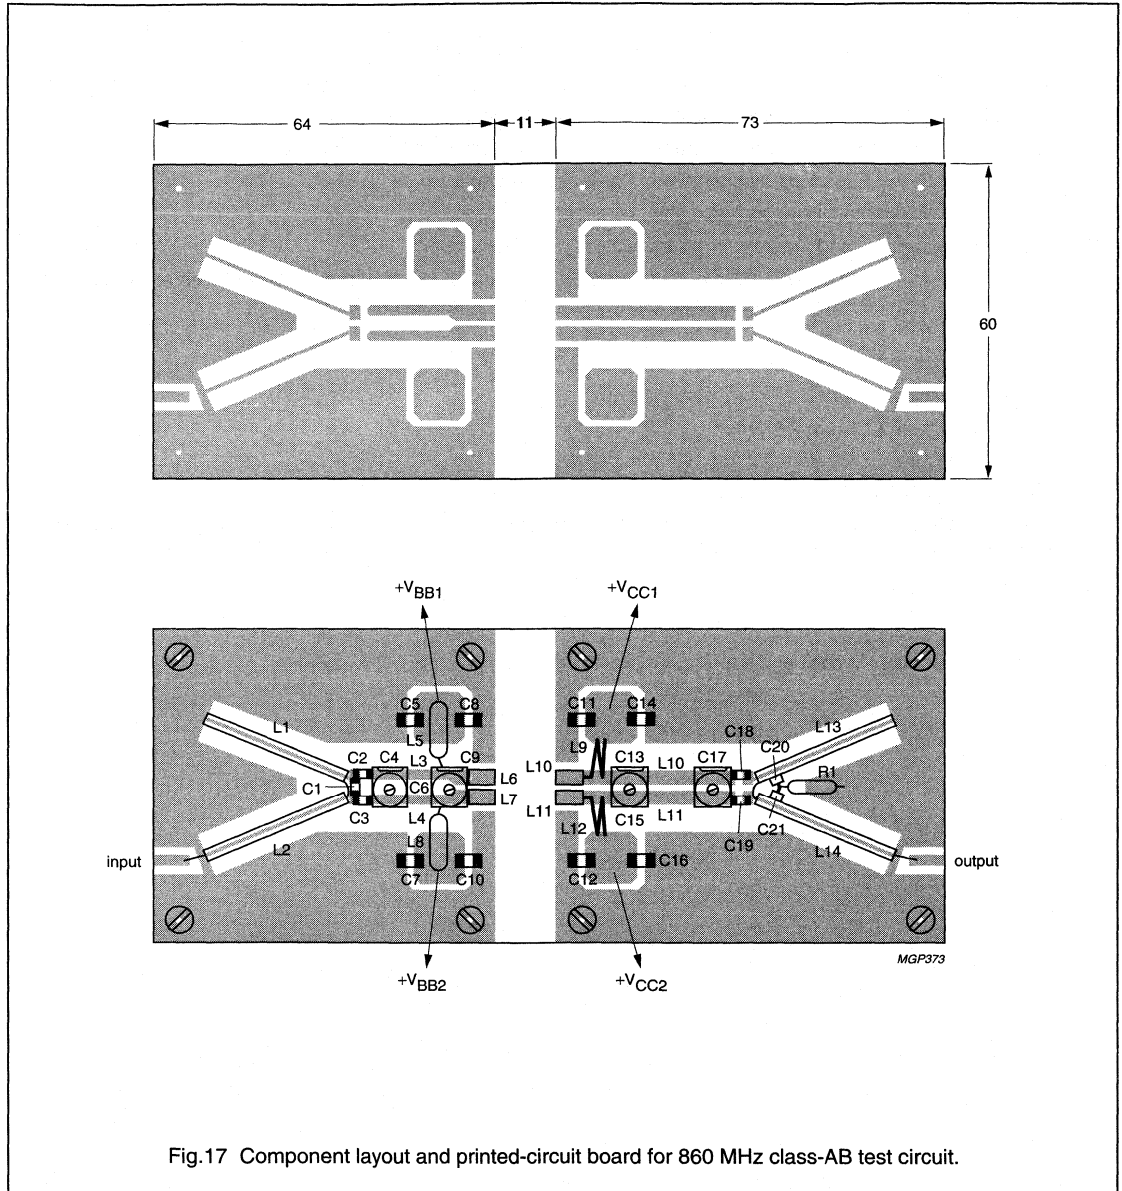 64
11
73
60
+VBB1
+VCC1
C5
C8
C11
C14
L1
L5
L9
C18
L13
C2
C4
L3
C9
L10
C13
L10
C17
C20
R1
C1
C6
L6
L7
C3
L4
L11
L12
C15
L11
C21
C19
L2
L8
L14
input
output
C7
C10
C12
C16
MGP373
+VBB2
+VCC2
Fig.17 Component layout and printed-circuit board for 860 MHz class-AB test circuit.